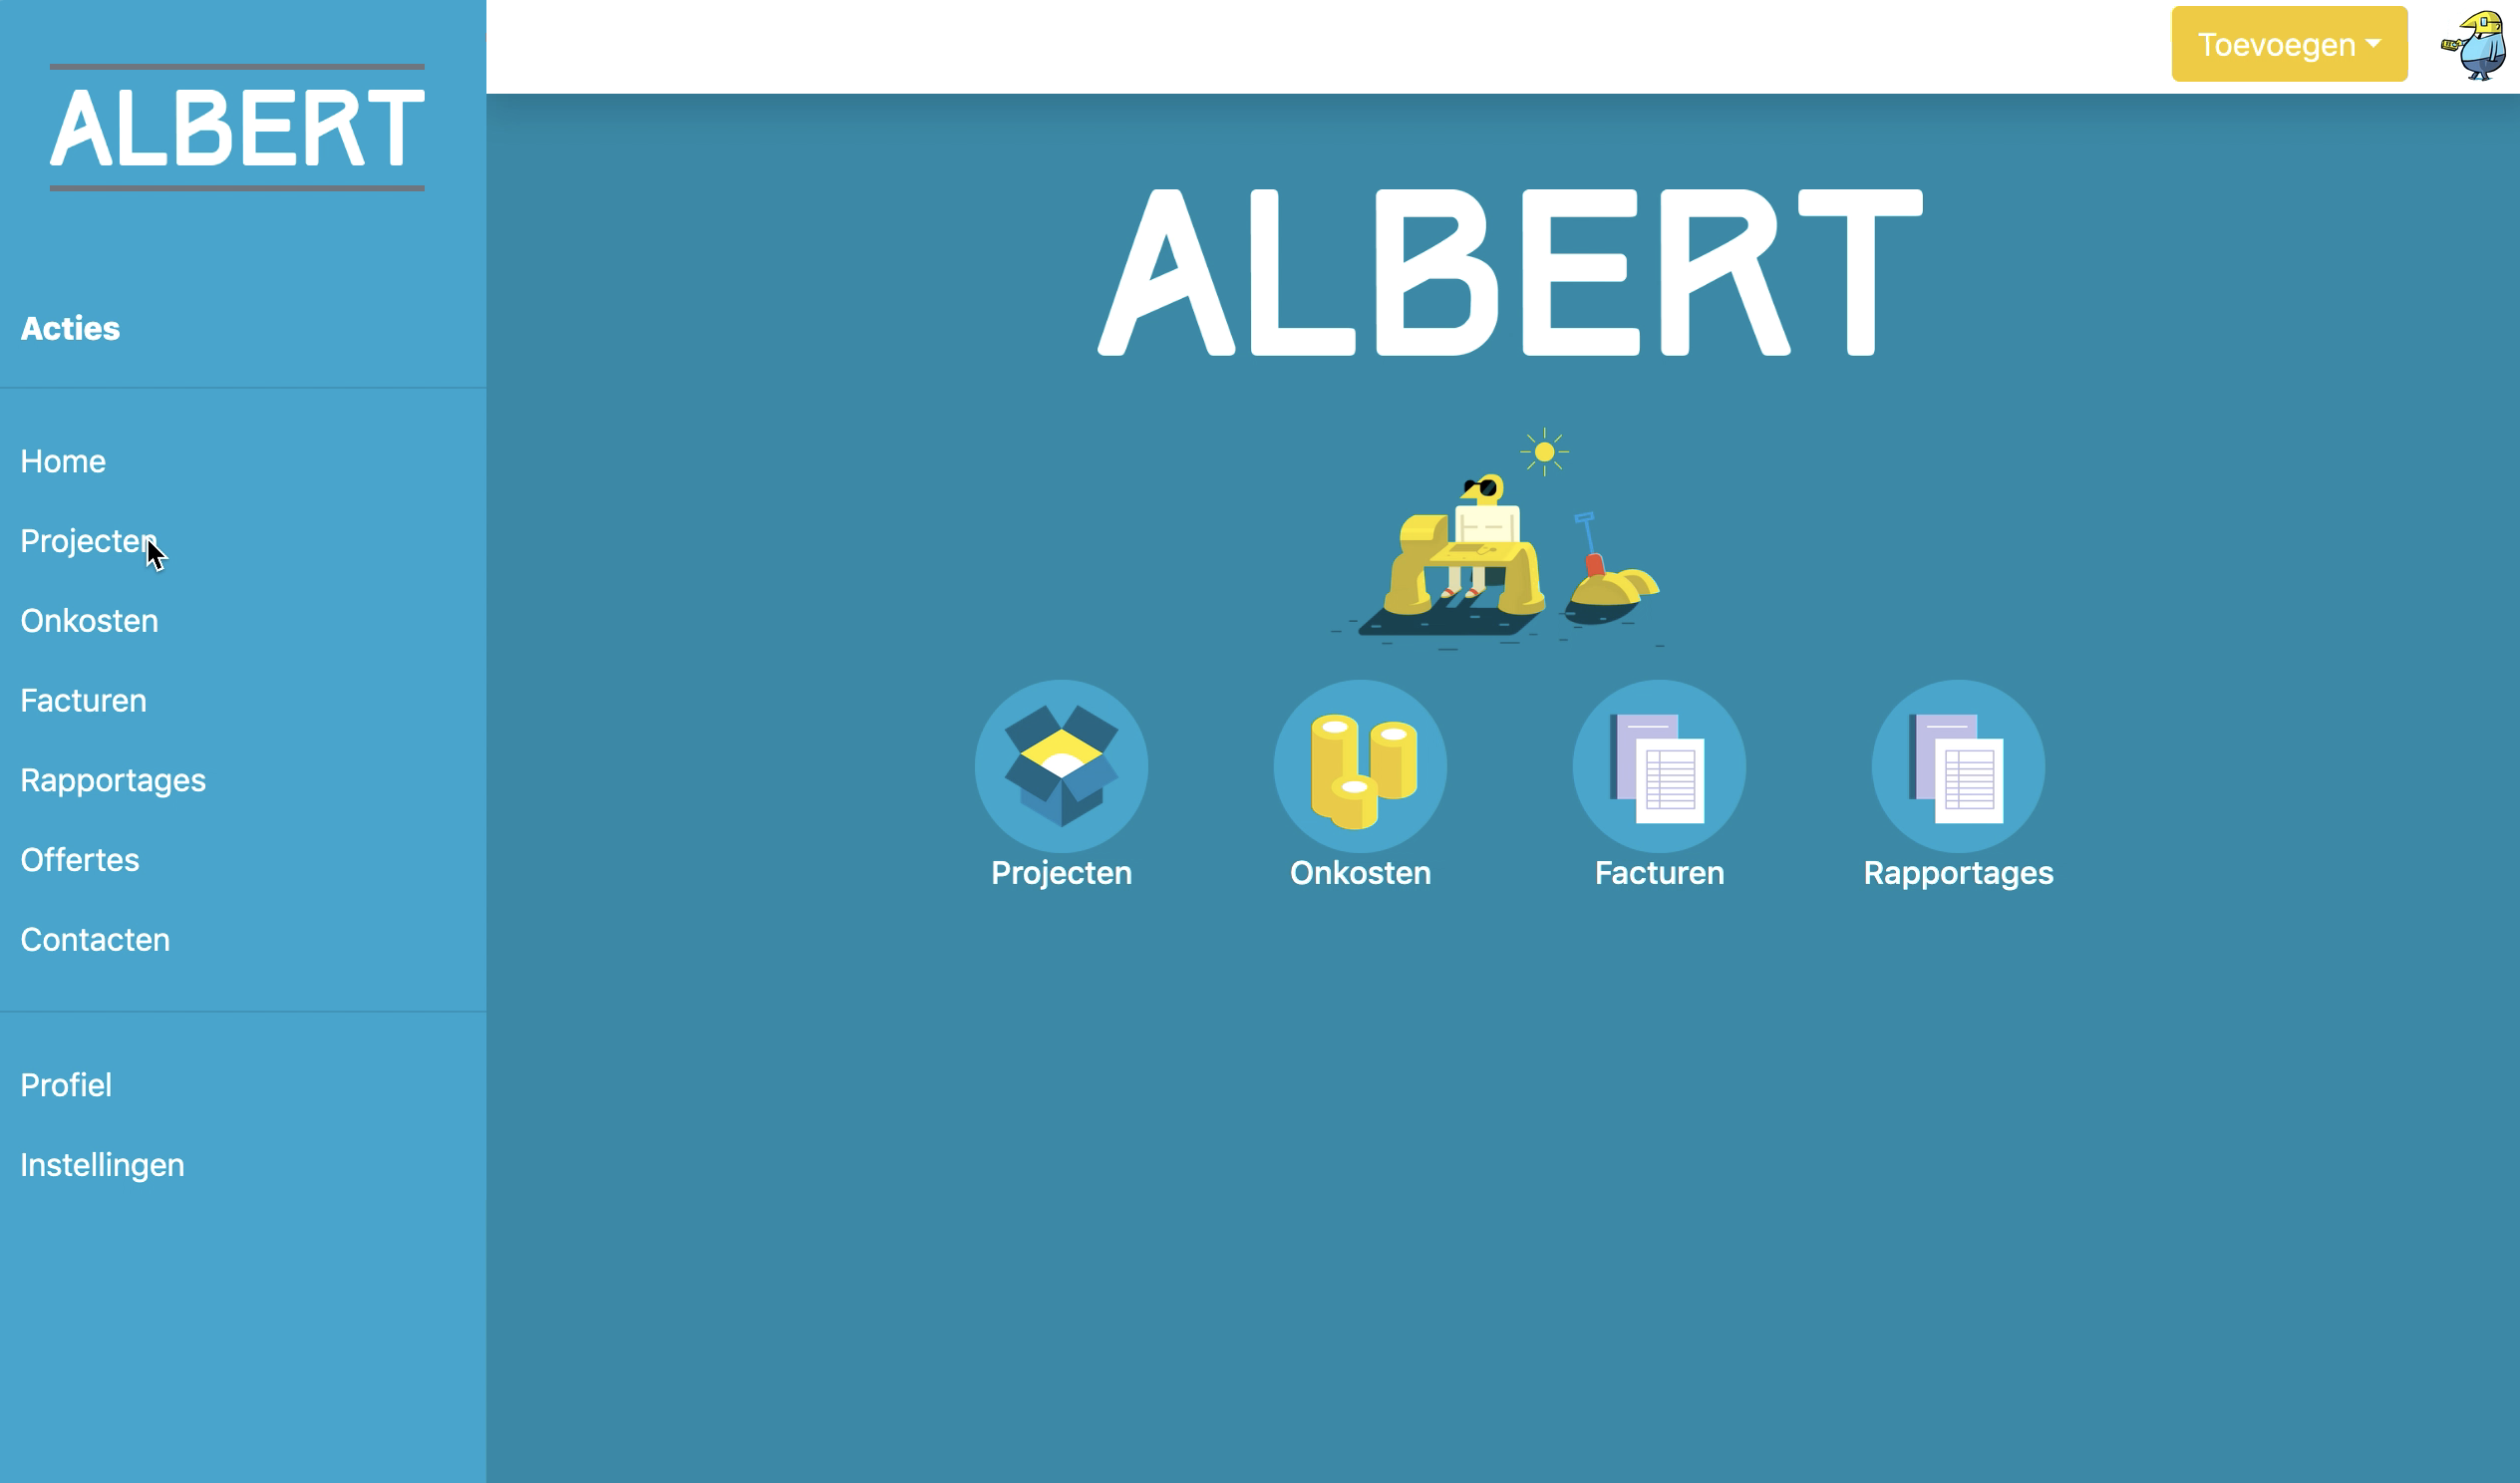 ALBERT
Acties
Home
Projecten
Onkosten
Facturen
Rapportages
Offertes
Contacten
Profiel
Instellingen
Toevoegen
ALBERT
Projecten
Onkosten
Facturen
Rapportages